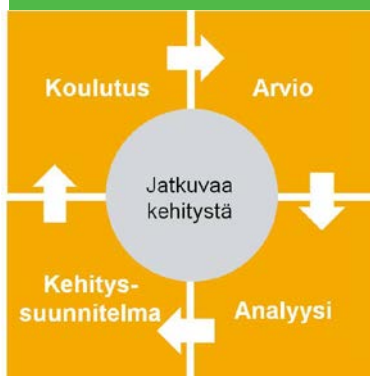 Koulutus
Arvio
Jatkuvaa
kehitystä
Kehitys-
suunnitelma
Analyysi